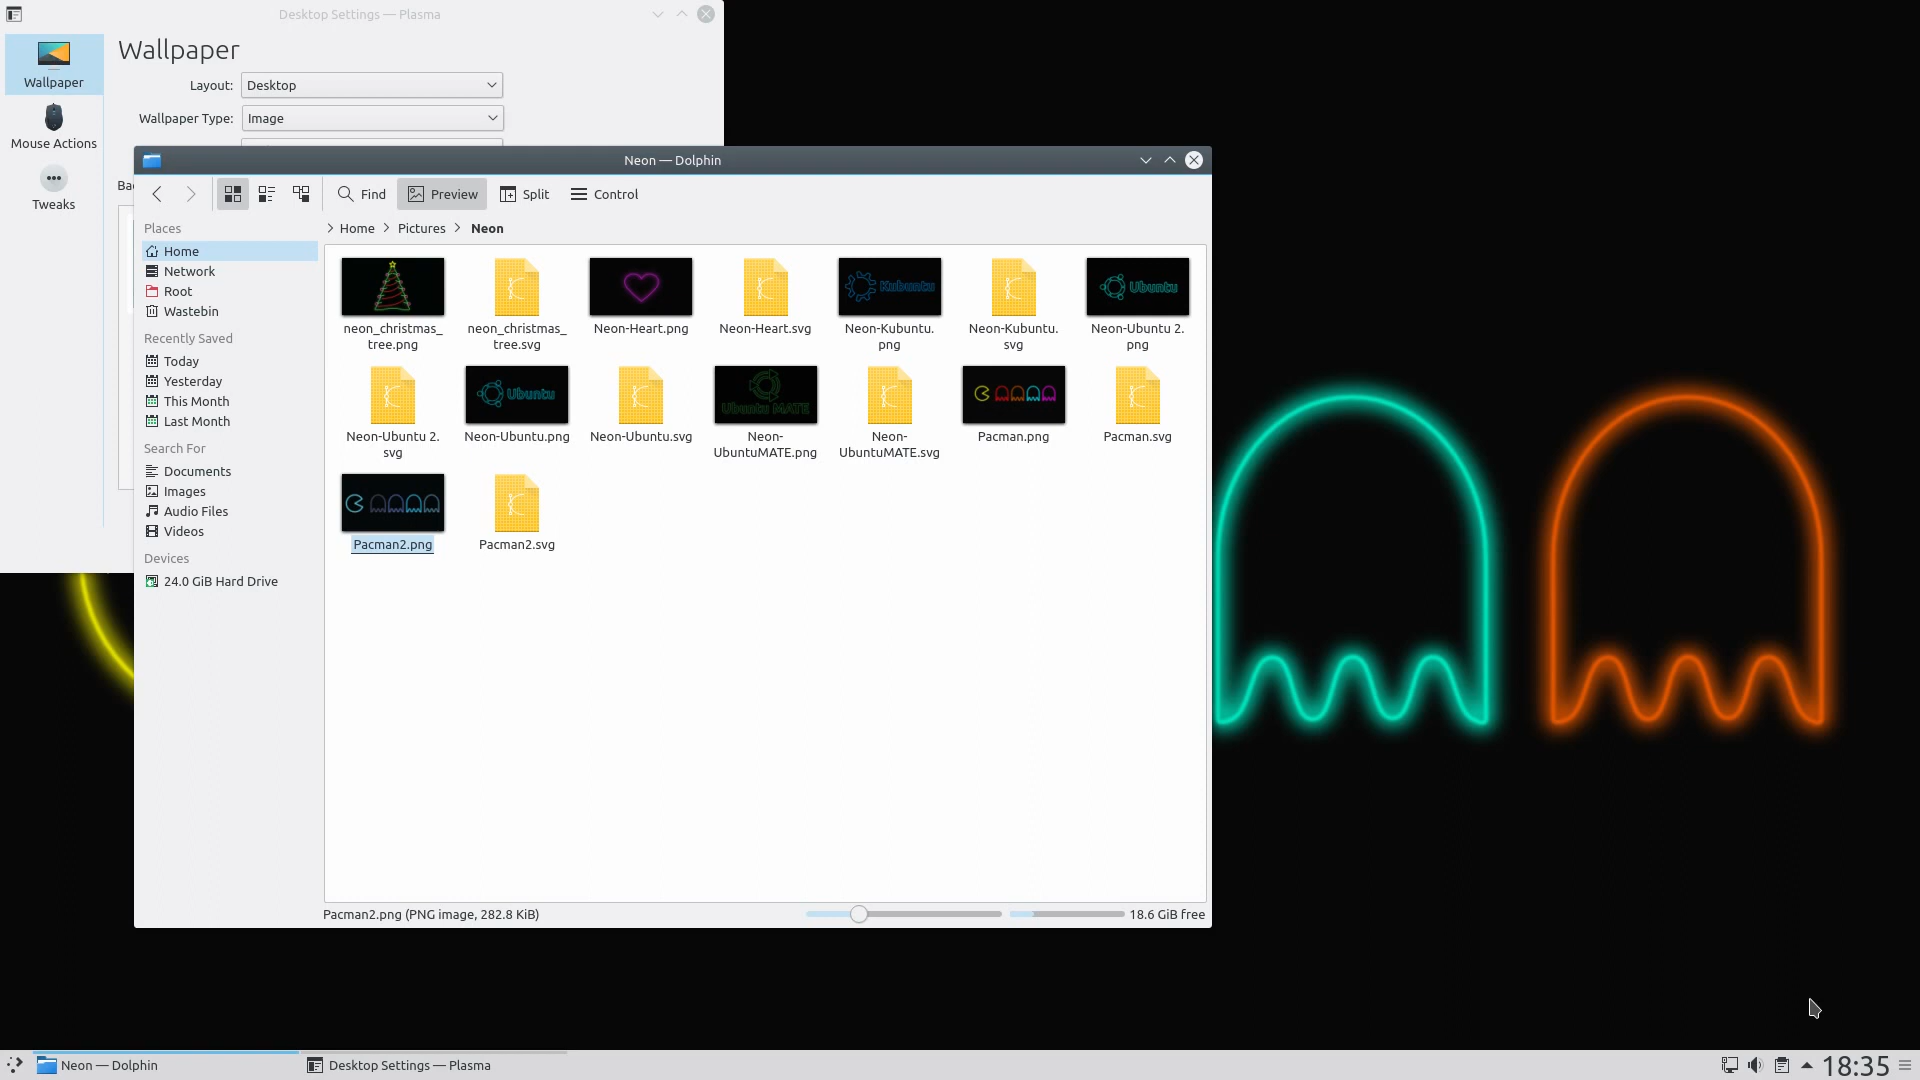 Desktop Settings — Plasma
Wallpaper
Wallpaper
Layout: Desktop
Wallpaper Type: Image
Mouse Actions
Tweaks
Neon — Dolphin
Find Preview Split Control
Home Pictures Neon
Places
Home
Network
Root
Wastebin
Recently Saved
Today
Yesterday
This Month
Last Month
Search For
Documents
Images
Audio Files
Videos
Devices
24.0 GiB Hard Drive
Kubuntu
Ubuntu
neon_christmas_
tree.png
neon_christmas_
tree.svg
Neon-Heart.png
Neon-Heart.svg
Neon-Kubuntu.
png
Neon-Kubuntu.
svg
Neon-Ubuntu 2.
png
Ubuntu
Ubuntu MATE
Neon-Ubuntu 2.
svg
Neon-Ubuntu.png
Neon-Ubuntu.svg
Neon-
UbuntuMATE.png
Neon-
UbuntuMATE.svg
Pacman.png
Pacman.svg
Pacman2.png
Pacman2.svg
Pacman2.png (PNG image, 282.8 KiB)
18.6 GiB free
Neon — Dolphin
Desktop Settings — Plasma
18:35